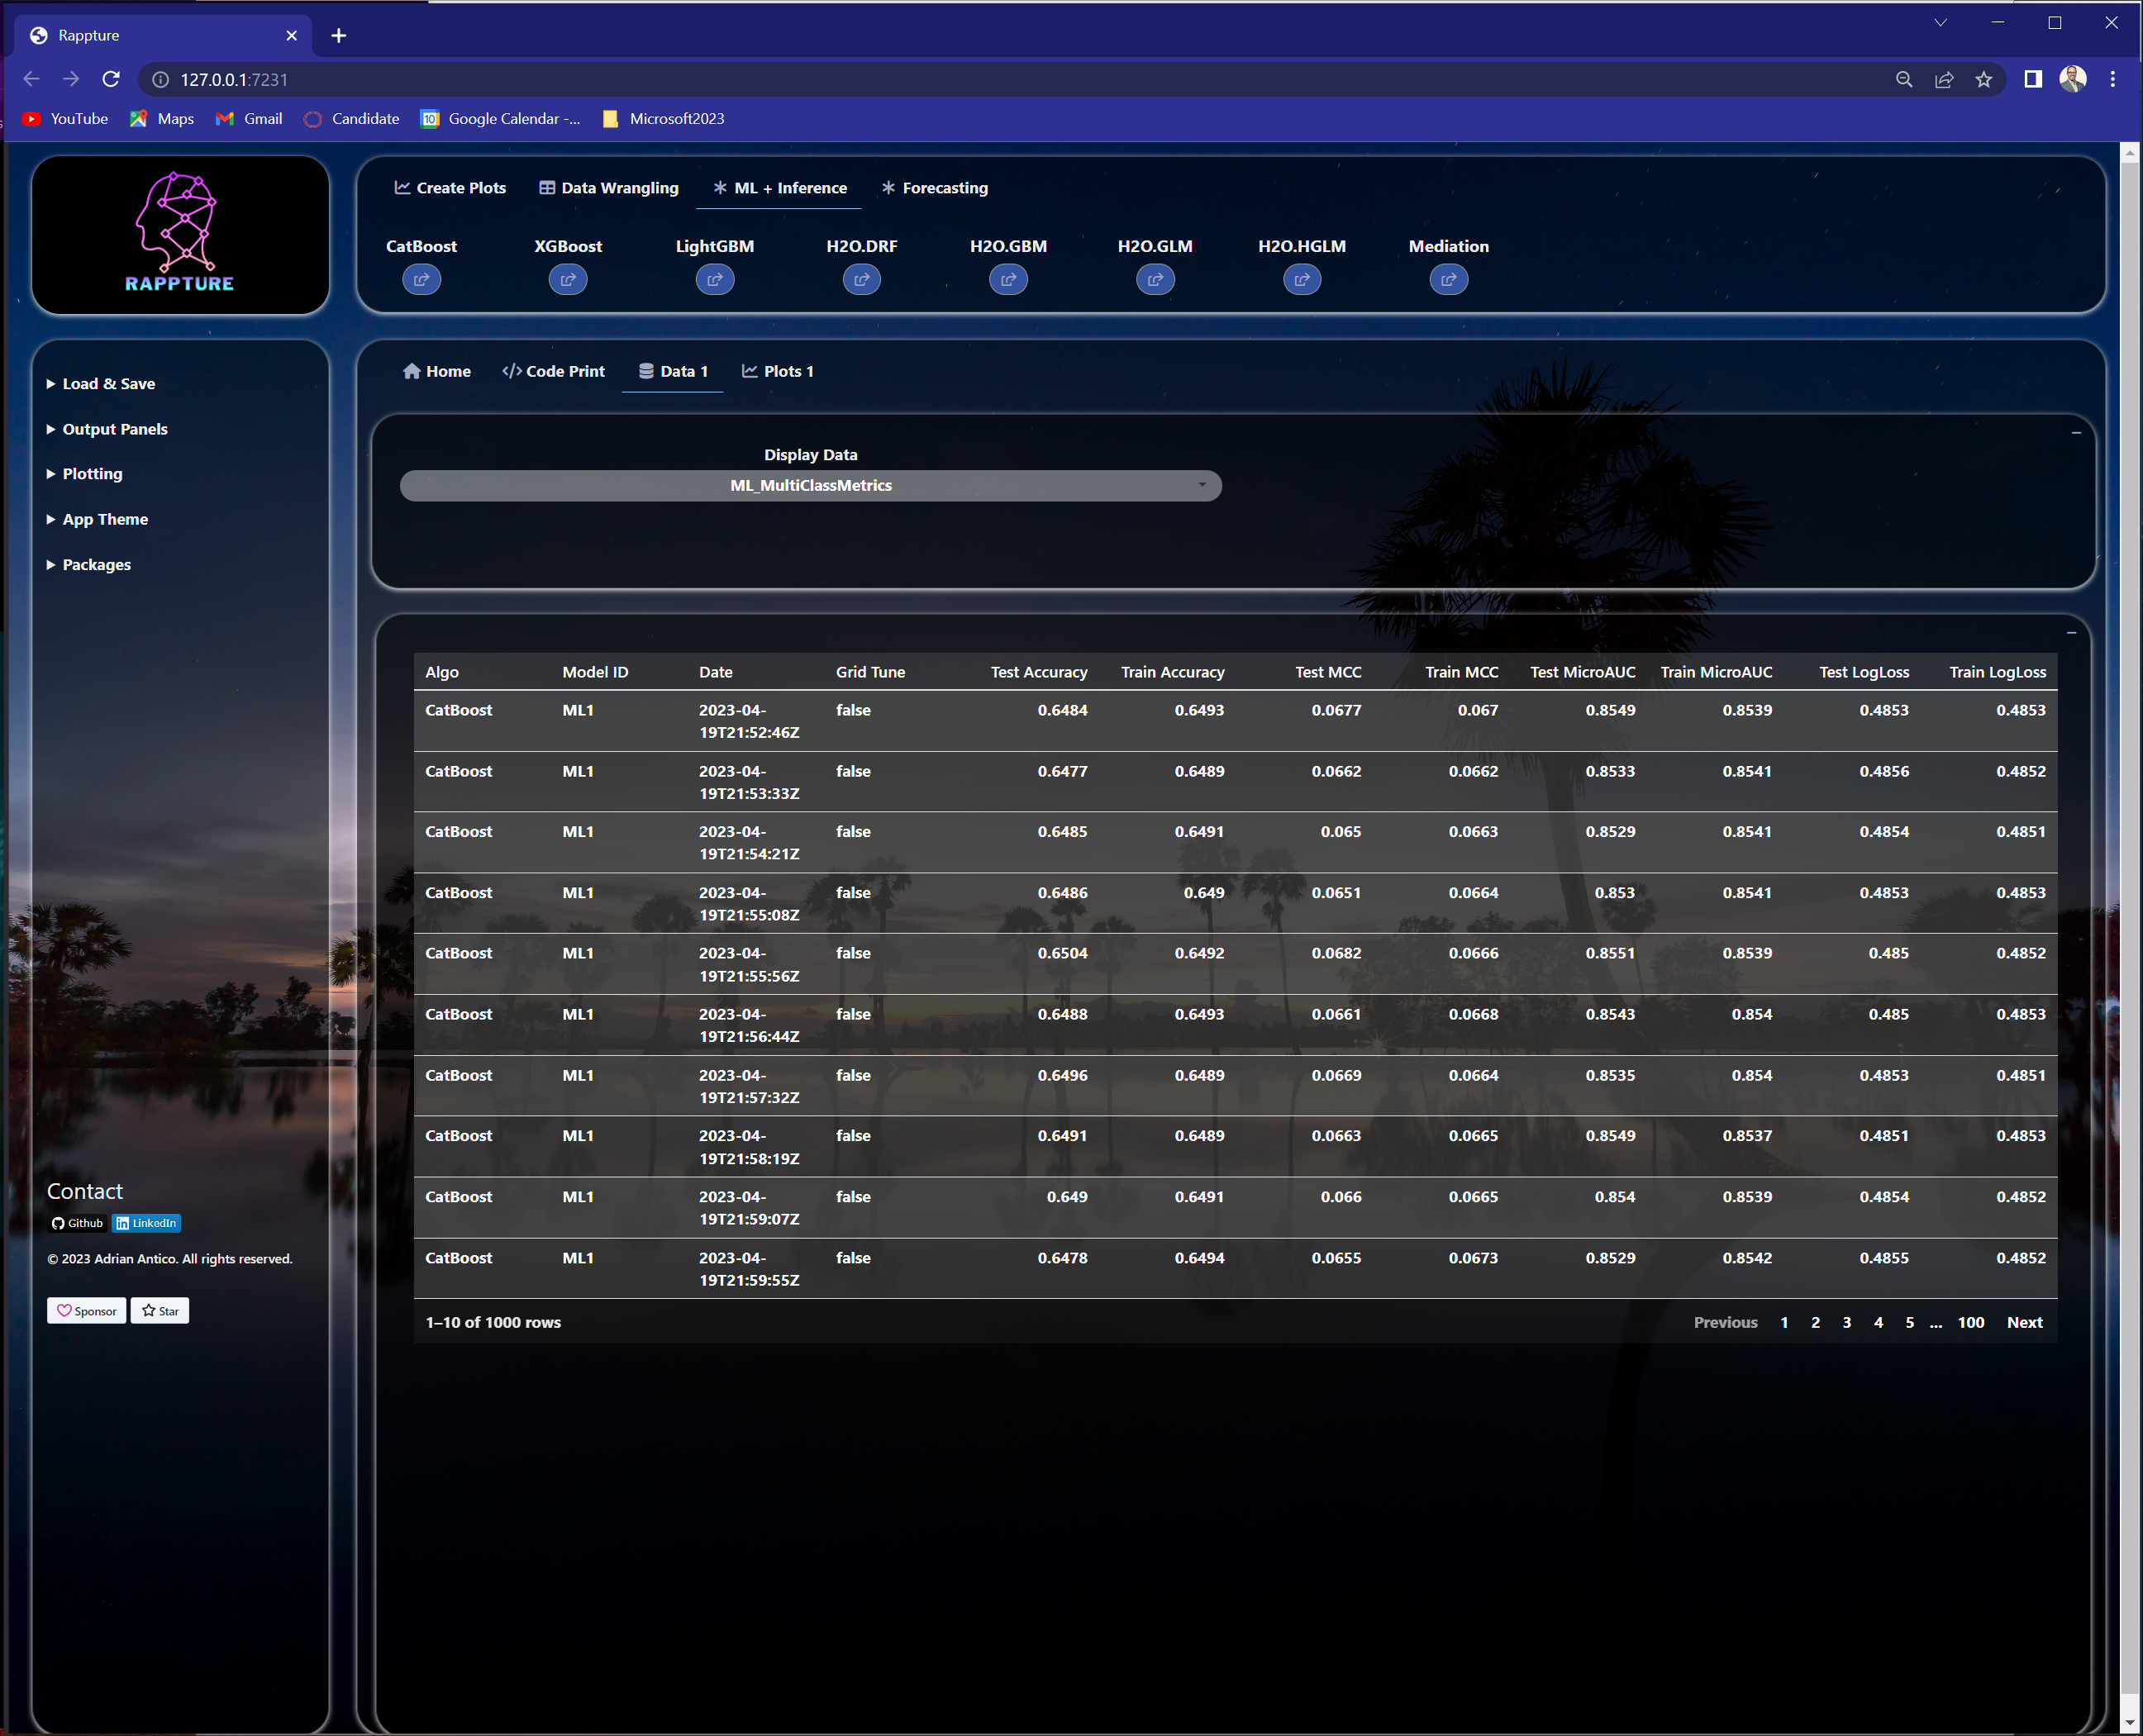 Rappture
127.0.0.1:7231
YouTube Maps Gmail Candidate Google Calendar -... Microsoft2023
RAPPTURE
Create Plots Data Wrangling ML + Inference Forecasting
CatBoost XGBoost LightGBM H2O.DRF H2O.GBM H2O.GLM H2O.HGLM Mediation
Load & Save
Output Panels
Plotting
App Theme
Packages
Contact
Github LinkedIn
© 2023 Adrian Antico. All rights reserved.
Sponsor Star
Home Code Print Data 1 Plots 1
Display Data
ML_MultiClassMetrics
Algo Model ID Date Grid Tune Test Accuracy Train Accuracy Test MCC Train MCC Test MicroAUC Train MicroAUC Test LogLoss Train LogLoss
CatBoost ML1 2023-04- false 0.6484 0.6493 0.0677 0.067 0.8549 0.8539 0.4853 0.4853
19T21:52:46Z
CatBoost ML1 2023-04- false 0.6477 0.6489 0.0662 0.0662 0.8533 0.8541 0.4856 0.4852
19T21:53:33Z
CatBoost ML1 2023-04- false 0.6485 0.6491 0.065 0.0663 0.8529 0.8541 0.4854 0.4851
19T21:54:21Z
CatBoost ML1 2023-04- false 0.6486 0.649 0.0651 0.0664 0.853 0.8541 0.4853 0.4853
19T21:55:08Z
CatBoost ML1 2023-04- false 0.6504 0.6492 0.0682 0.0666 0.8551 0.8539 0.485 0.4852
19T21:55:56Z
CatBoost ML1 2023-04- false 0.6488 0.6493 0.0661 0.0668 0.8543 0.854 0.485 0.4853
19T21:56:44Z
CatBoost ML1 2023-04- false 0.6496 0.6489 0.0669 0.0664 0.8535 0.854 0.4853 0.4851
19T21:57:32Z
CatBoost ML1 2023-04- false 0.6491 0.6489 0.0663 0.0665 0.8549 0.8537 0.4851 0.4853
19T21:58:19Z
CatBoost ML1 2023-04- false 0.649 0.6491 0.066 0.0665 0.854 0.8539 0.4854 0.4852
19T21:59:07Z
CatBoost ML1 2023-04- false 0.6478 0.6494 0.0655 0.0673 0.8529 0.8542 0.4855 0.4852
19T21:59:55Z
1–10 of 1000 rows Previous 1 2 3 4 5 ... 100 Next